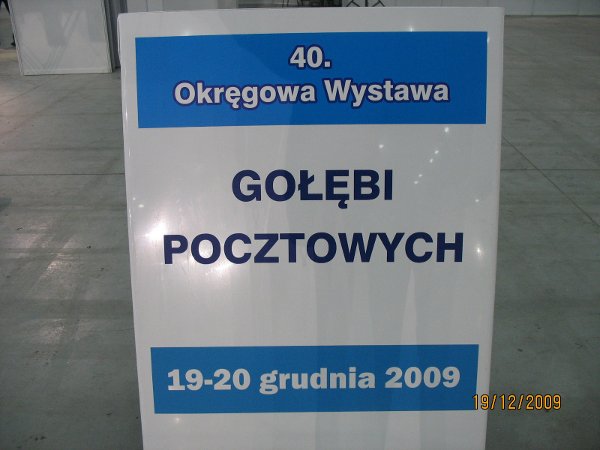 40.
Okręgowa Wystawa
GOŁĘBI
POCZTOWYCH
19-20 grudnia 2009
19/12/2009